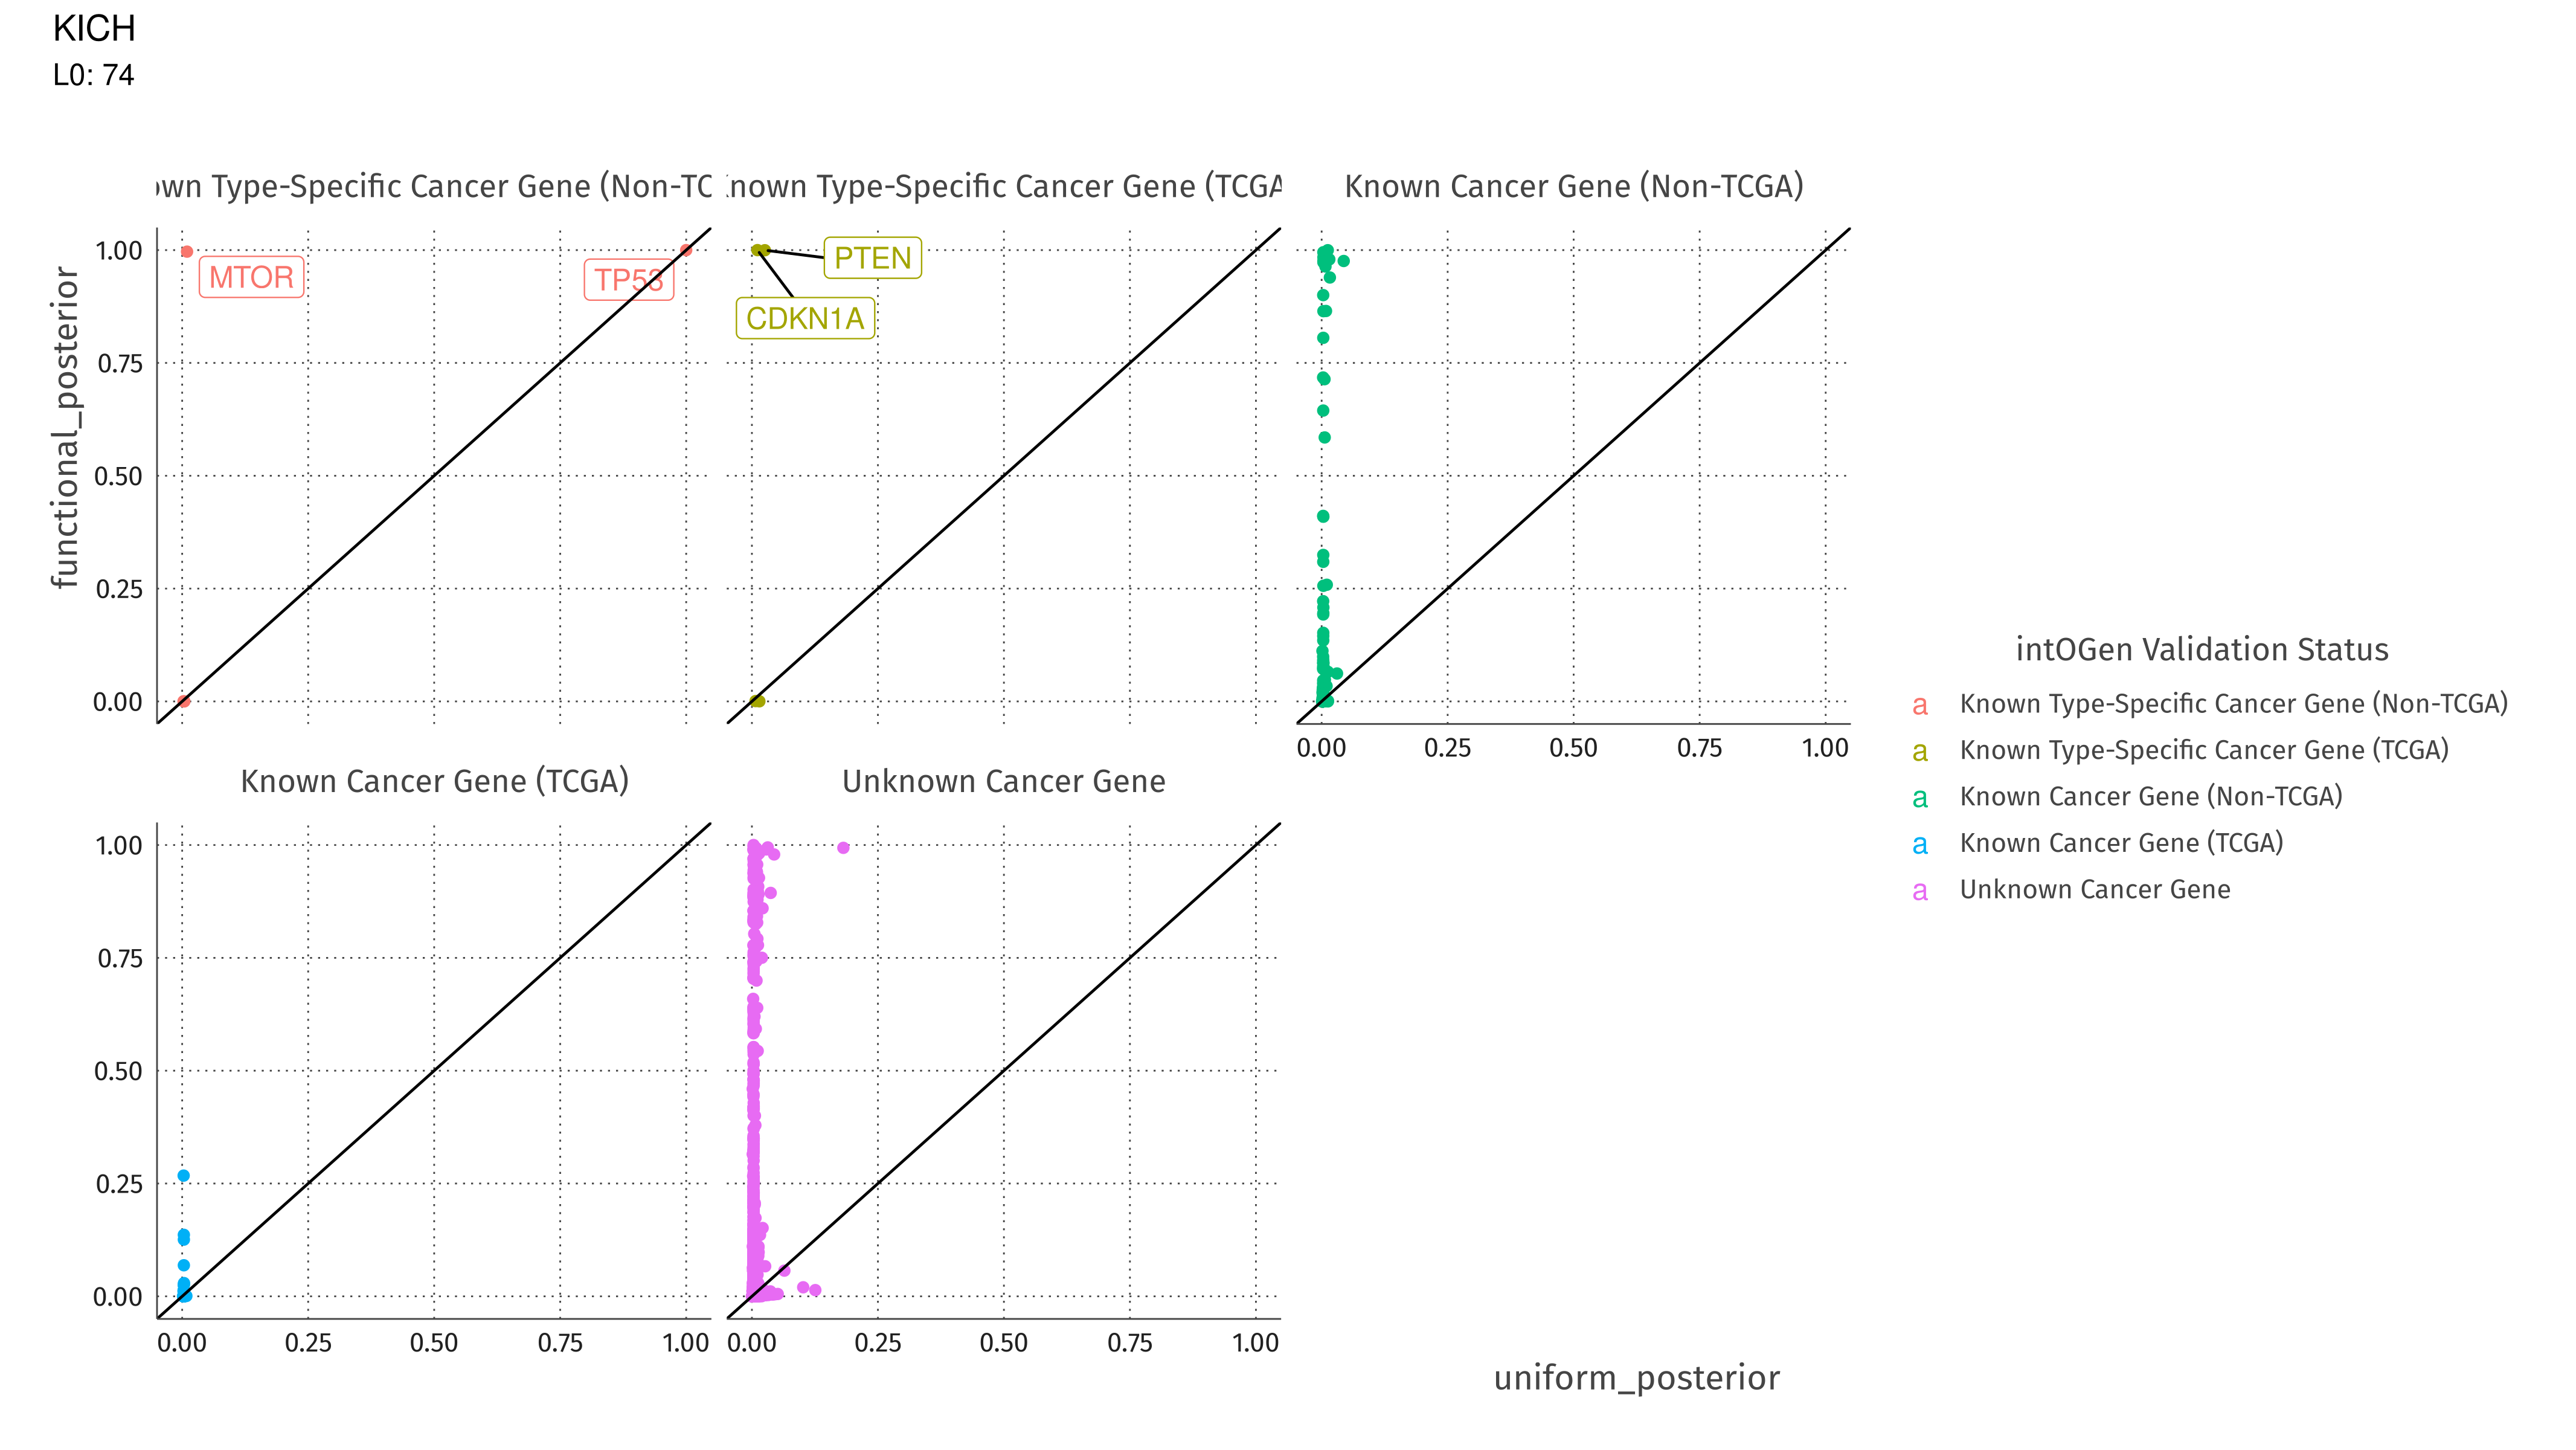 KICH
L0: 74
own Type-Specific Cancer Gene (Non-TC
nown Type-Specific Cancer Gene (TCGA
Known Cancer Gene (Non-TCGA)
functional_posterior
1.00
0.75
0.50
0.25
0.00
MTOR
TP53
PTEN
CDKN1A
0.00 0.25 0.50 0.75 1.00
Known Cancer Gene (TCGA)
Unknown Cancer Gene
1.00
0.75
0.50
0.25
0.00
0.00 0.25 0.50 0.75 1.00
0.00 0.25 0.50 0.75 1.00
uniform_posterior
intOGen Validation Status
a Known Type-Specific Cancer Gene (Non-TCGA)
a Known Type-Specific Cancer Gene (TCGA)
a Known Cancer Gene (Non-TCGA)
a Known Cancer Gene (TCGA)
a Unknown Cancer Gene